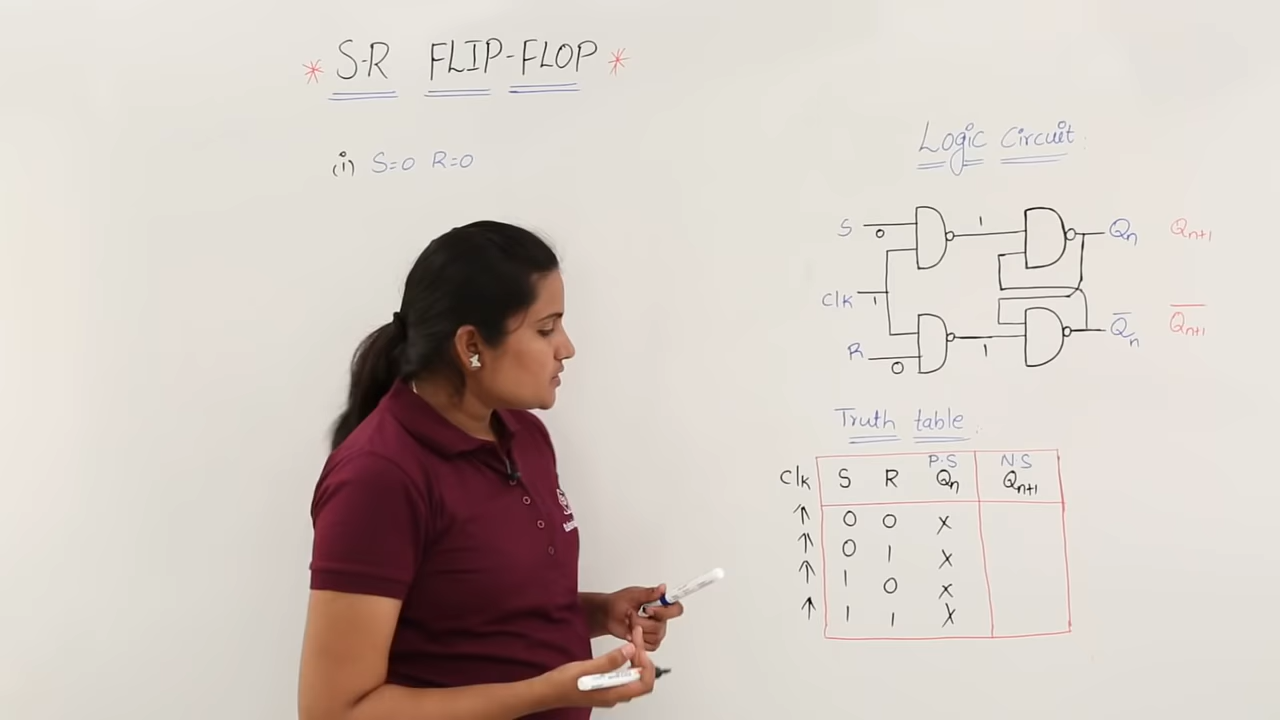 * S-R FLIP-FLOP *
(i) S=0 R=0
Logic Circuit:
S 0 1 Qn Qn+1
Clk 1
R 0 1 Q̅n Q̅n+1
Truth table:
P.S N.S
Clk S R Qn Qn+1
↑ 0 0 x
↑ 0 1 x
↑ 1 0 x
↑ 1 1 x